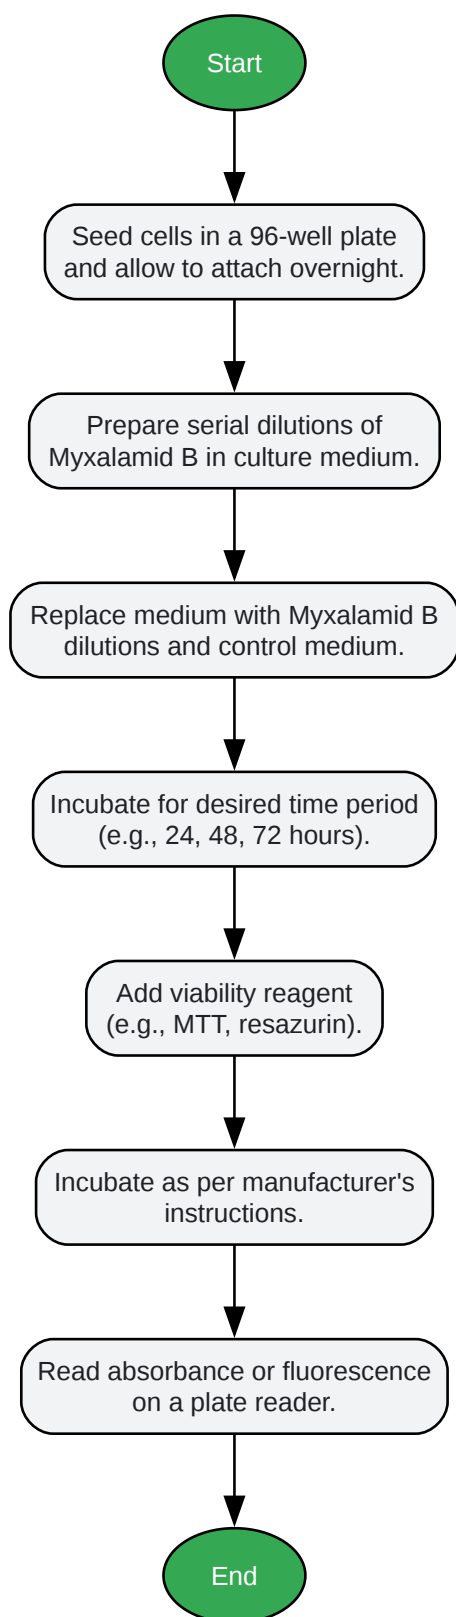 Start
Seed cells in a 96-well plate
and allow to attach overnight.
Prepare serial dilutions of
Myxalamid B in culture medium.
Replace medium with Myxalamid B
dilutions and control medium.
Incubate for desired time period
(e.g., 24, 48, 72 hours).
Add viability reagent
(e.g., MTT, resazurin).
Incubate as per manufacturer's
instructions.
Read absorbance or fluorescence
on a plate reader.
End